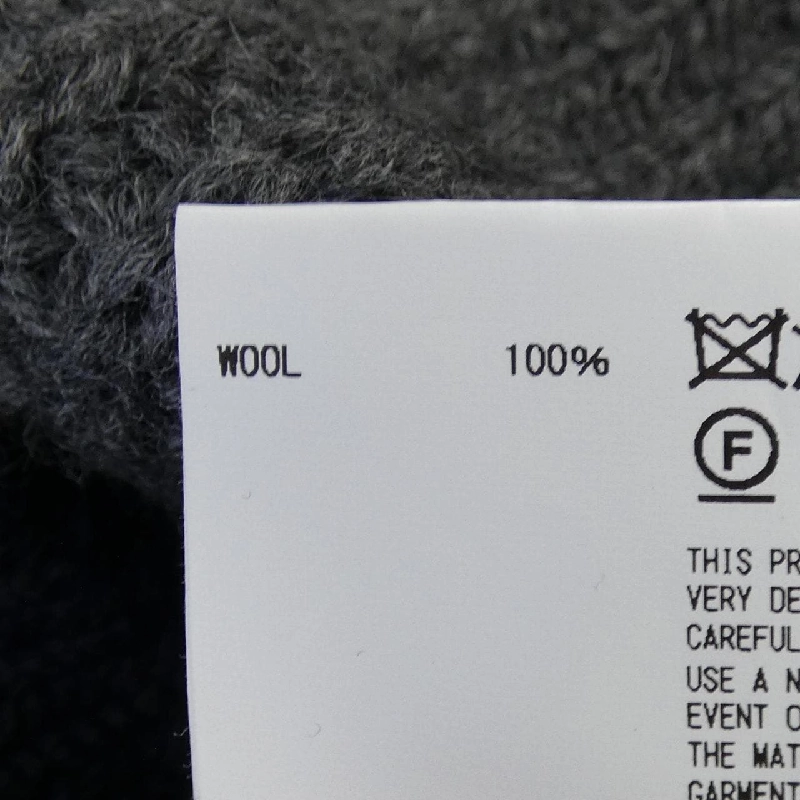 WOOL 100%
F
THIS PR
VERY DE
CAREFUL
USE A N
EVENT O
THE MAT
GARMENT